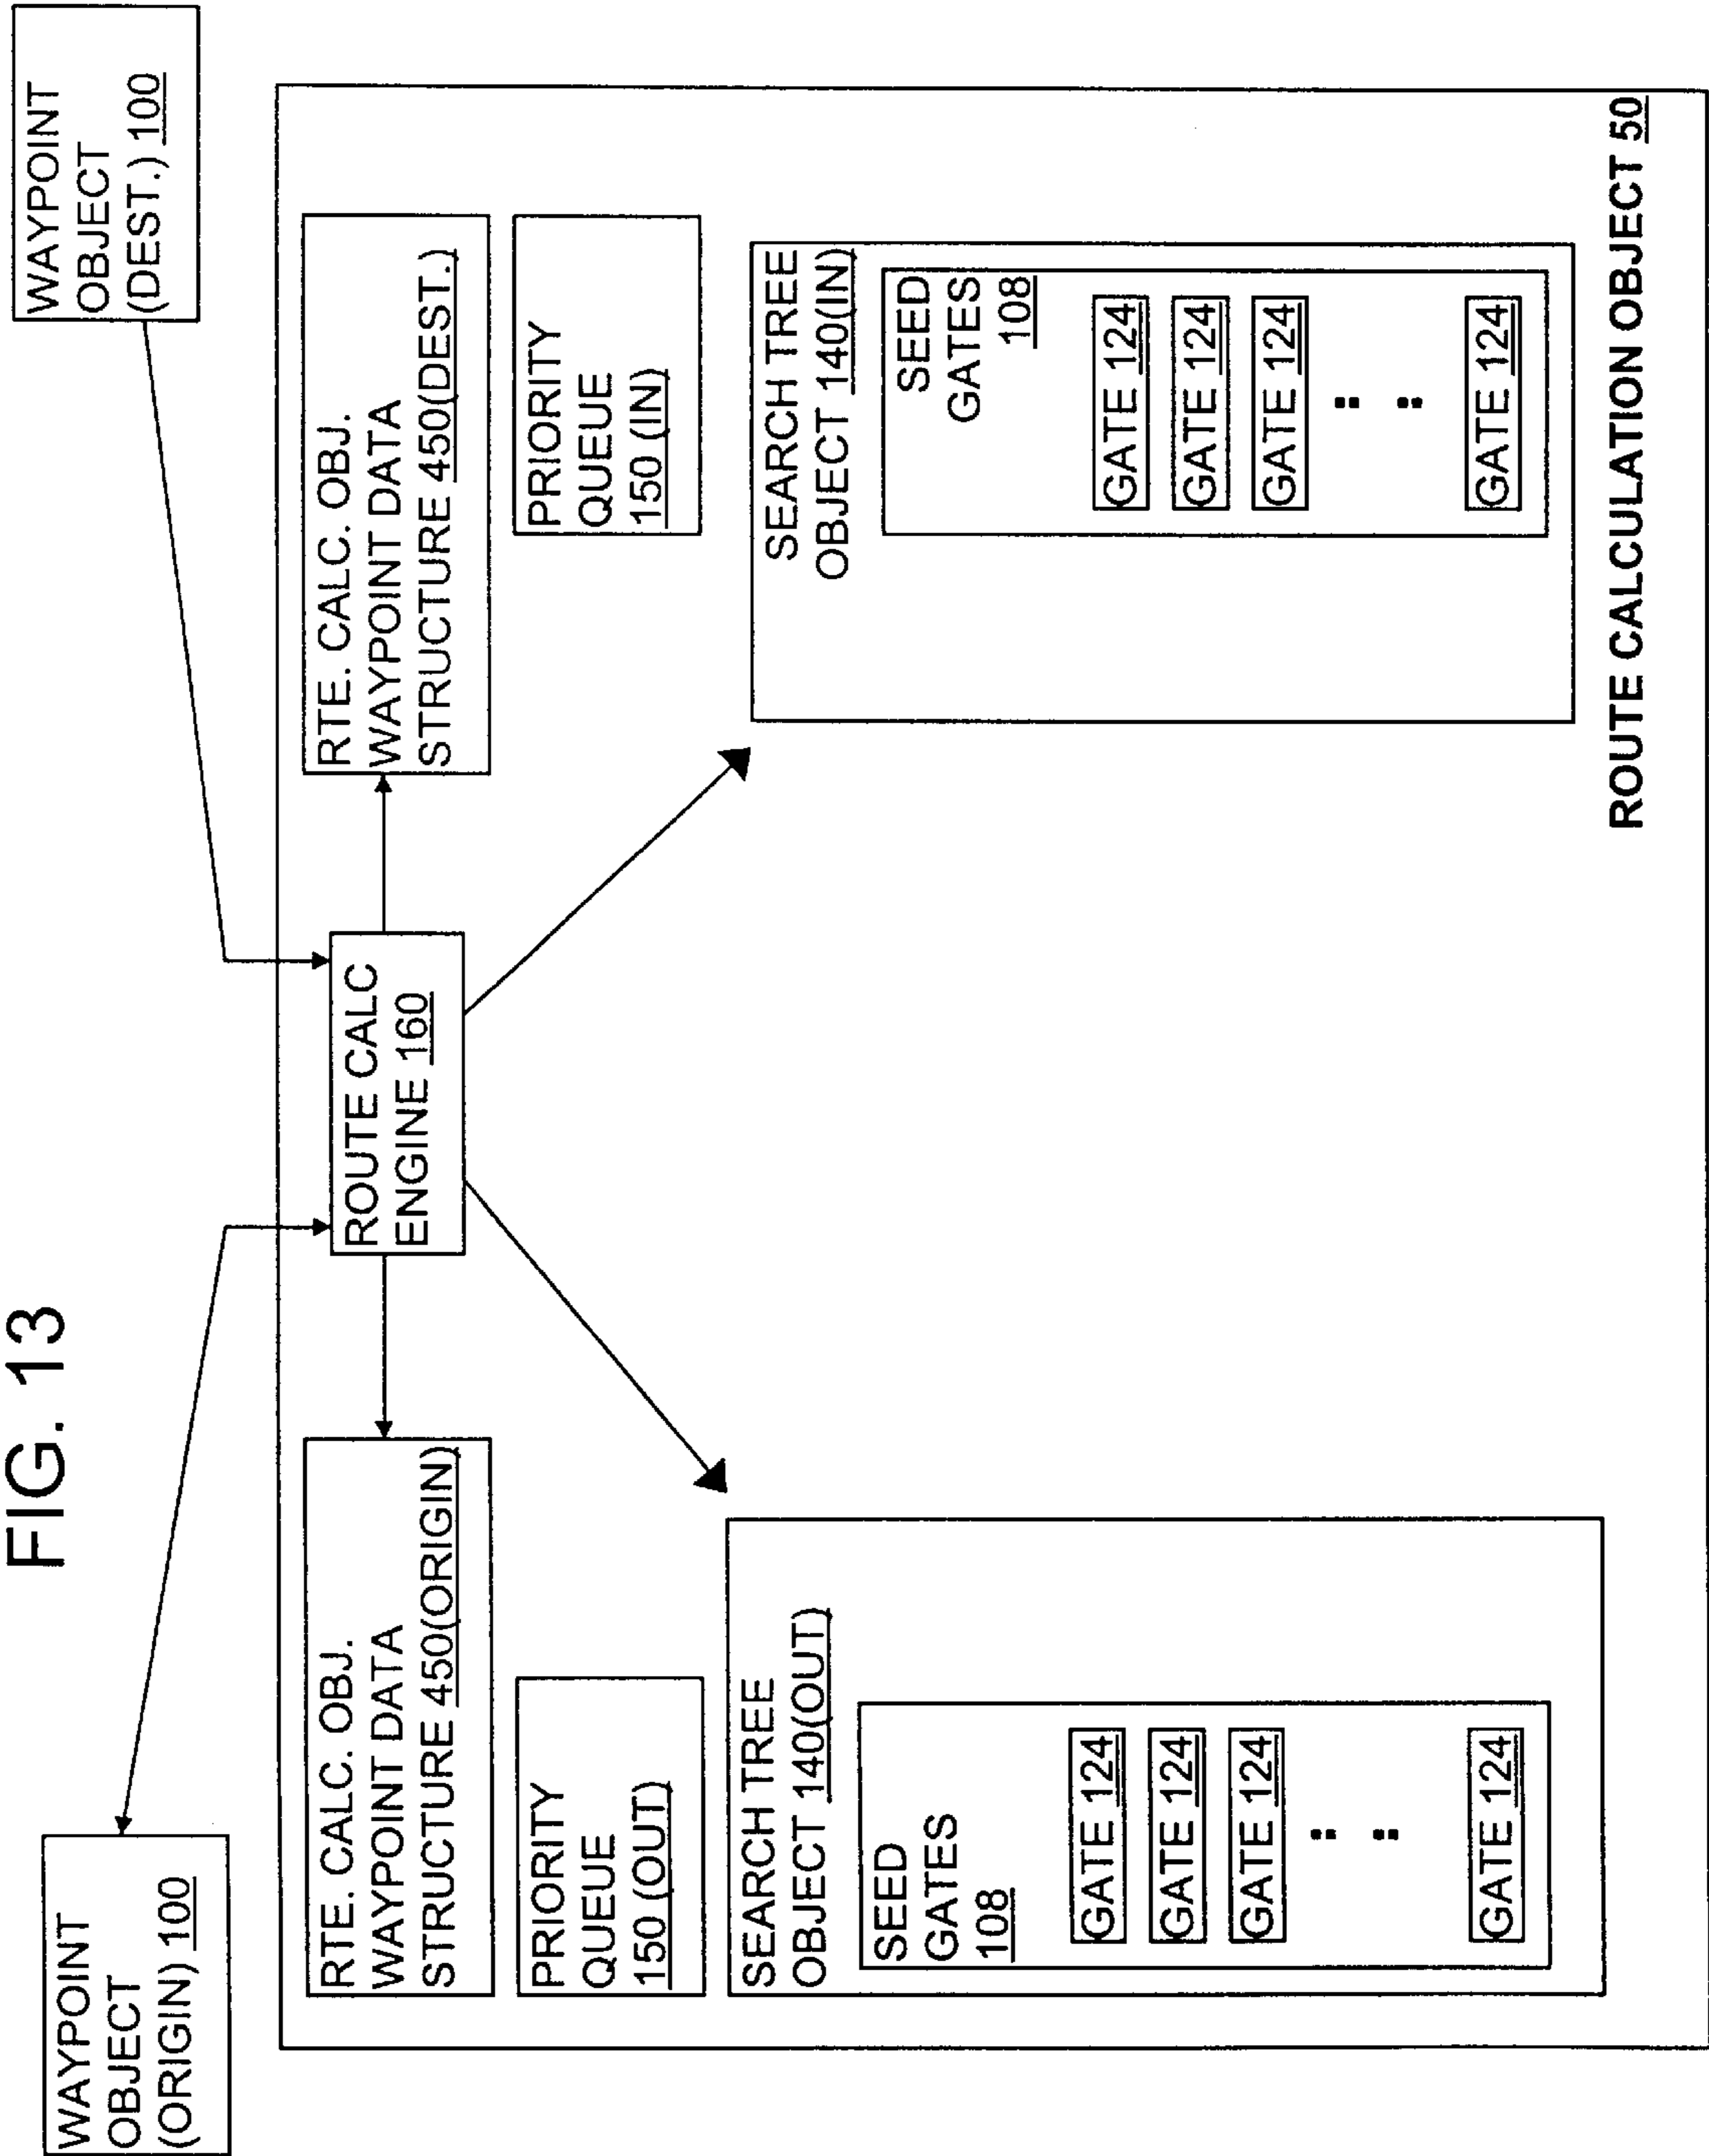 FIG. 13
WAYPOINT
OBJECT
(ORIGIN) 100
WAYPOINT
OBJECT
(DEST.) 100
RTE. CALC. OBJ.
WAYPOINT DATA
STRUCTURE 450(ORIGIN)
ROUTE CALC
ENGINE 160
RTE. CALC. OBJ.
WAYPOINT DATA
STRUCTURE 450(DEST.)
PRIORITY
QUEUE
150 (OUT)
PRIORITY
QUEUE
150 (IN)
SEARCH TREE
OBJECT 140(OUT)
SEED
GATES
108
GATE 124
GATE 124
GATE 124
GATE 124
SEARCH TREE
OBJECT 140(IN)
SEED
GATES
108
GATE 124
GATE 124
GATE 124
GATE 124
ROUTE CALCULATION OBJECT 50